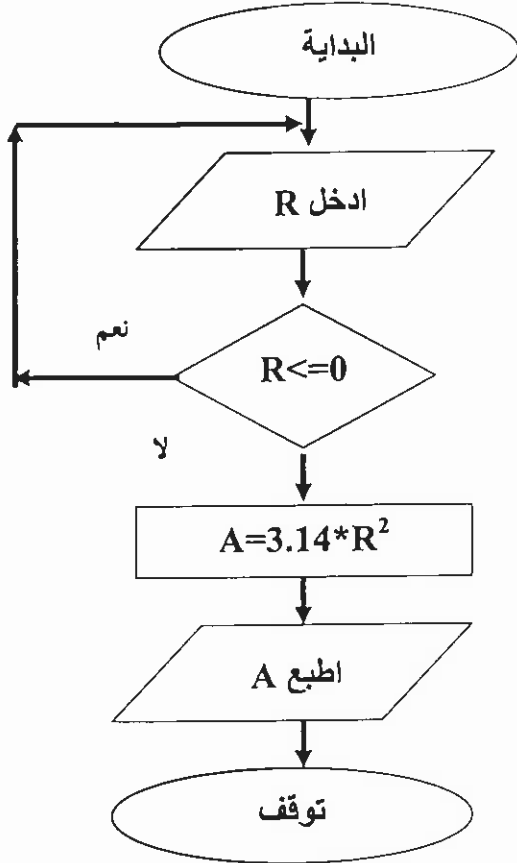 البداية
ادخل R
نعم
R<=0
لا
A=3.14*R²
اطبع A
توقف